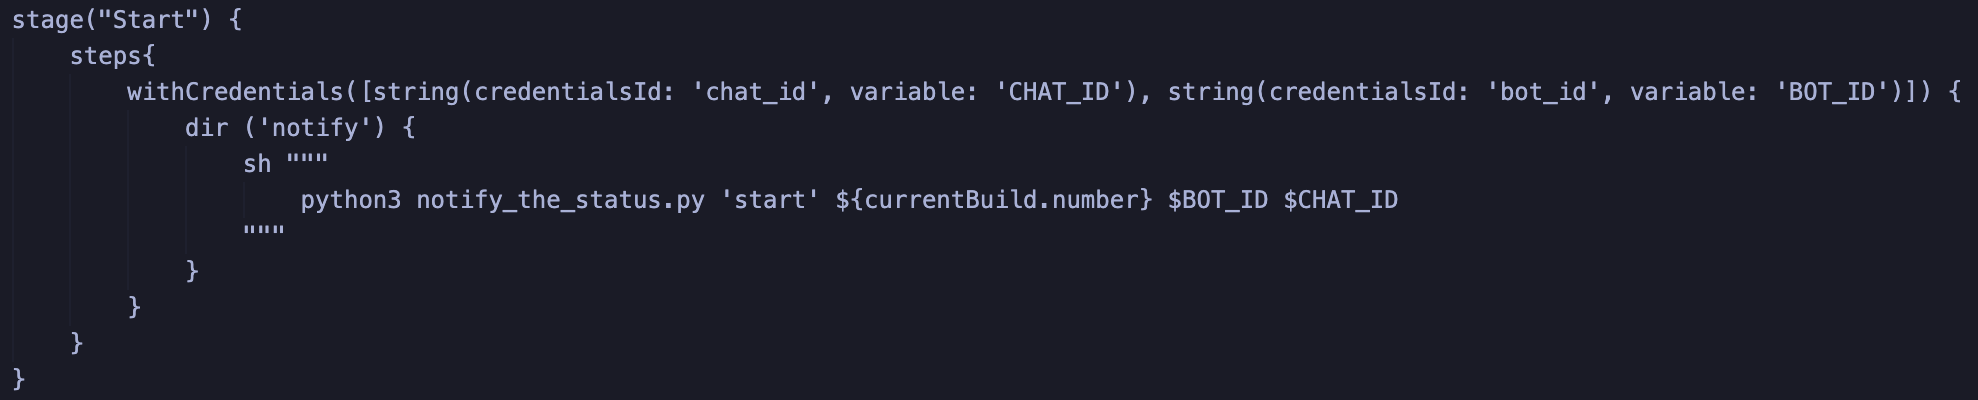 stage("Start") {
    steps{
        withCredentials([string(credentialsId: 'chat_id', variable: 'CHAT_ID'), string(credentialsId: 'bot_id', variable: 'BOT_ID')]) {
            dir ('notify') {
                sh """
                    python3 notify_the_status.py 'start' ${currentBuild.number} $BOT_ID $CHAT_ID
                """
            }
        }
    }
}